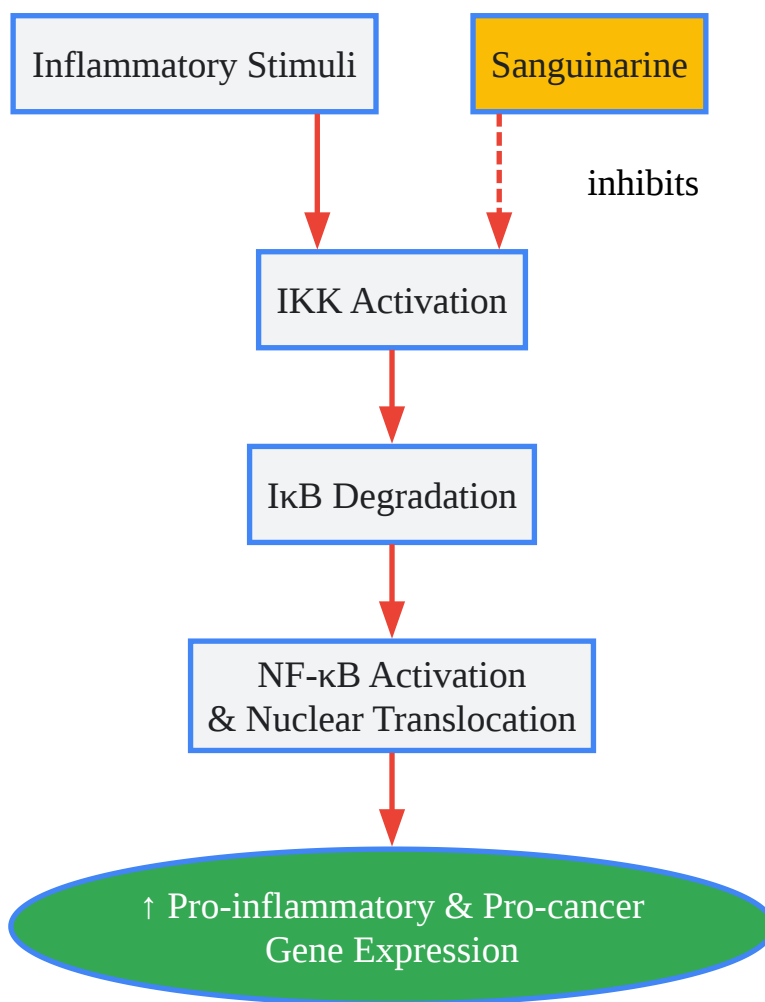 Inflammatory Stimuli
Sanguinarine
inhibits
IKK Activation
IκB Degradation
NF-κB Activation
& Nuclear Translocation
↑ Pro-inflammatory & Pro-cancer
Gene Expression